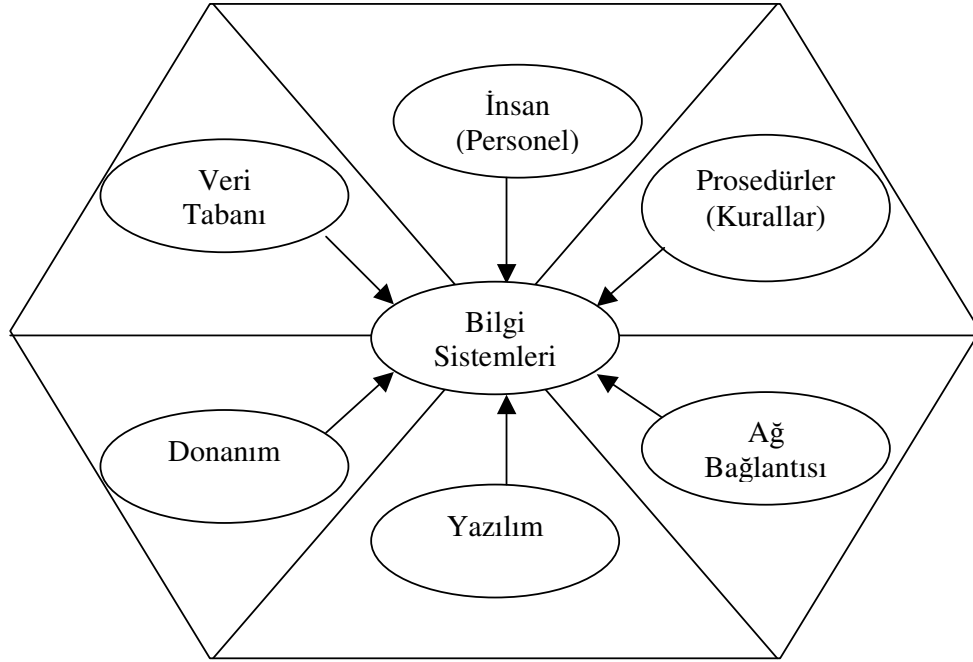 İnsan
(Personel)
Veri
Tabanı
Prosedürler
(Kurallar)
Bilgi
Sistemleri
Donanım
Ağ
Bağlantısı
Yazılım